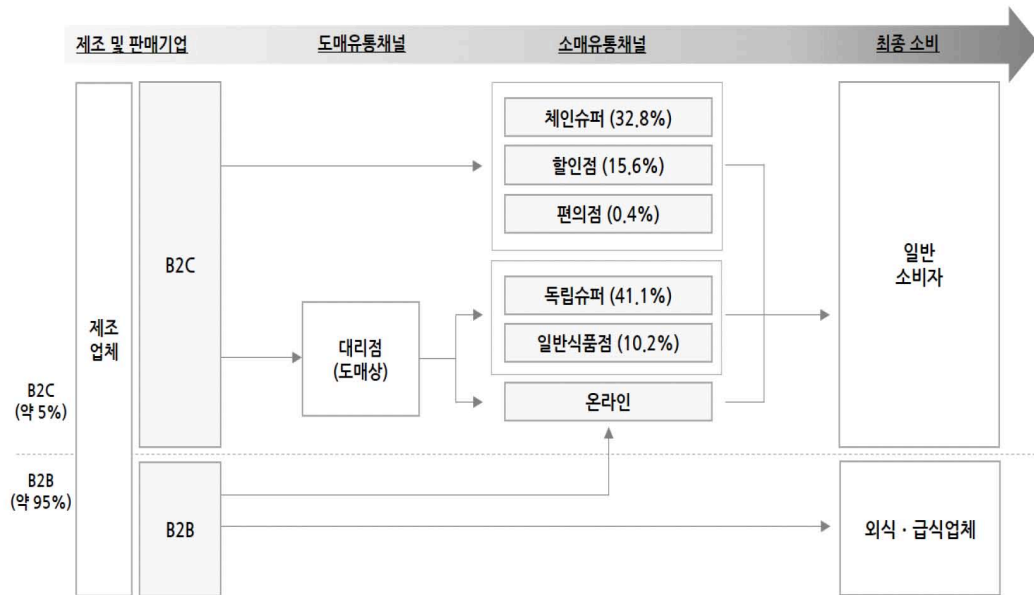 제조 및 판매기업
도매유통채널
소매유통채널
최종 소비
체인슈퍼 (32.8%)
할인점 (15.6%)
편의점 (0.4%)
B2C
일반
소비자
독립슈퍼 (41.1%)
제조
업체
대리점
(도매상)
일반식품점 (10.2%)
B2C
(약 5%)
온라인
B2B
(약 95%)
B2B
외식 · 급식업체